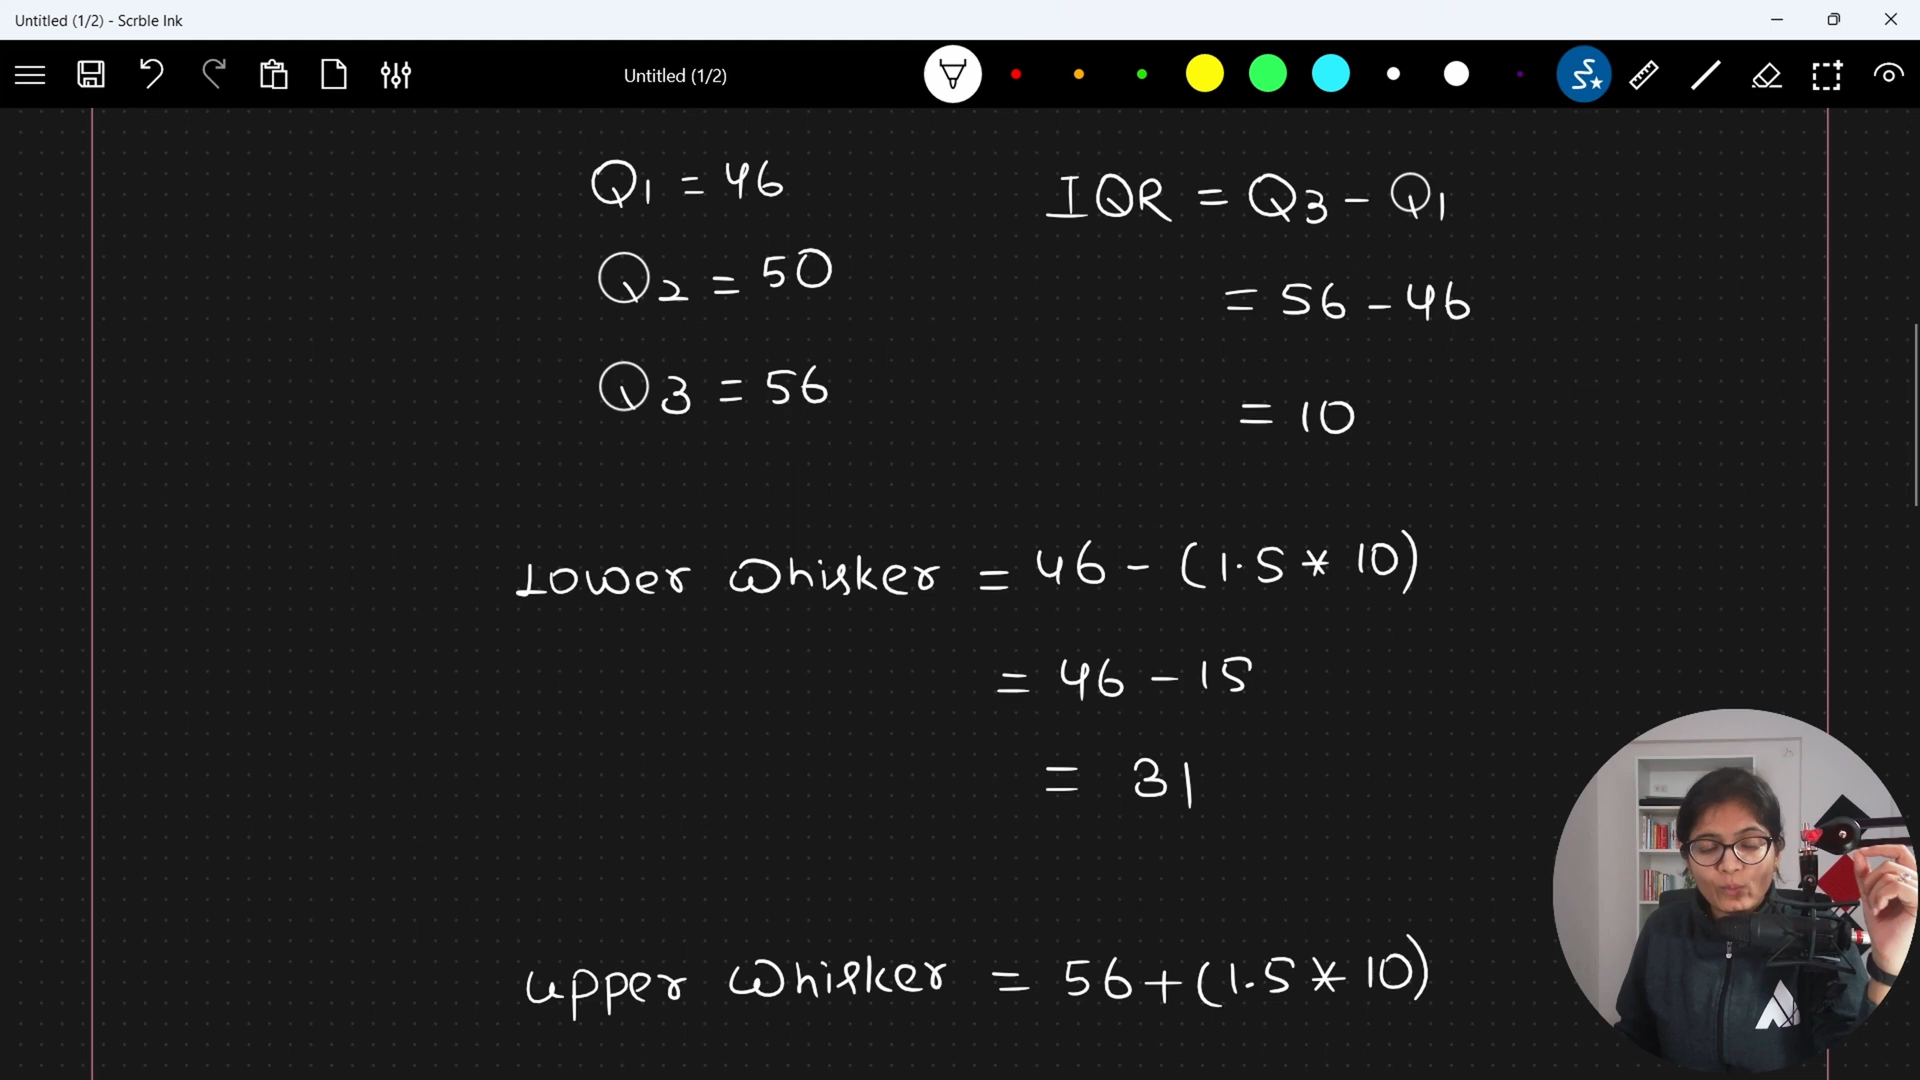 Untitled (1/2) - Scrble Ink
Untitled (1/2)
Q1 = 46
IQR = Q3 - Q1
Q2 = 50
= 56 - 46
Q3 = 56
= 10
Lower Whisker = 46 - (1.5 * 10)
= 46 - 15
= 31
Upper Whisker = 56 + (1.5 * 10)